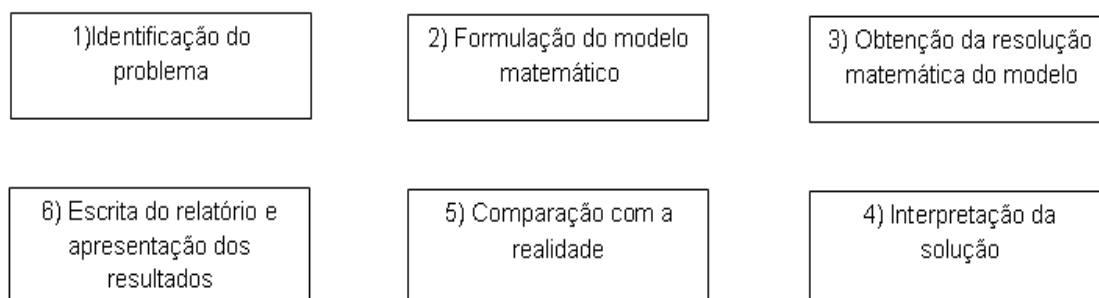 1)Identificação do
problema
2) Formulação do modelo
matemático
3) Obtenção da resolução
matemática do modelo
6) Escrita do relatório e
apresentação dos
resultados
5) Comparação com a
realidade
4) Interpretação da
solução